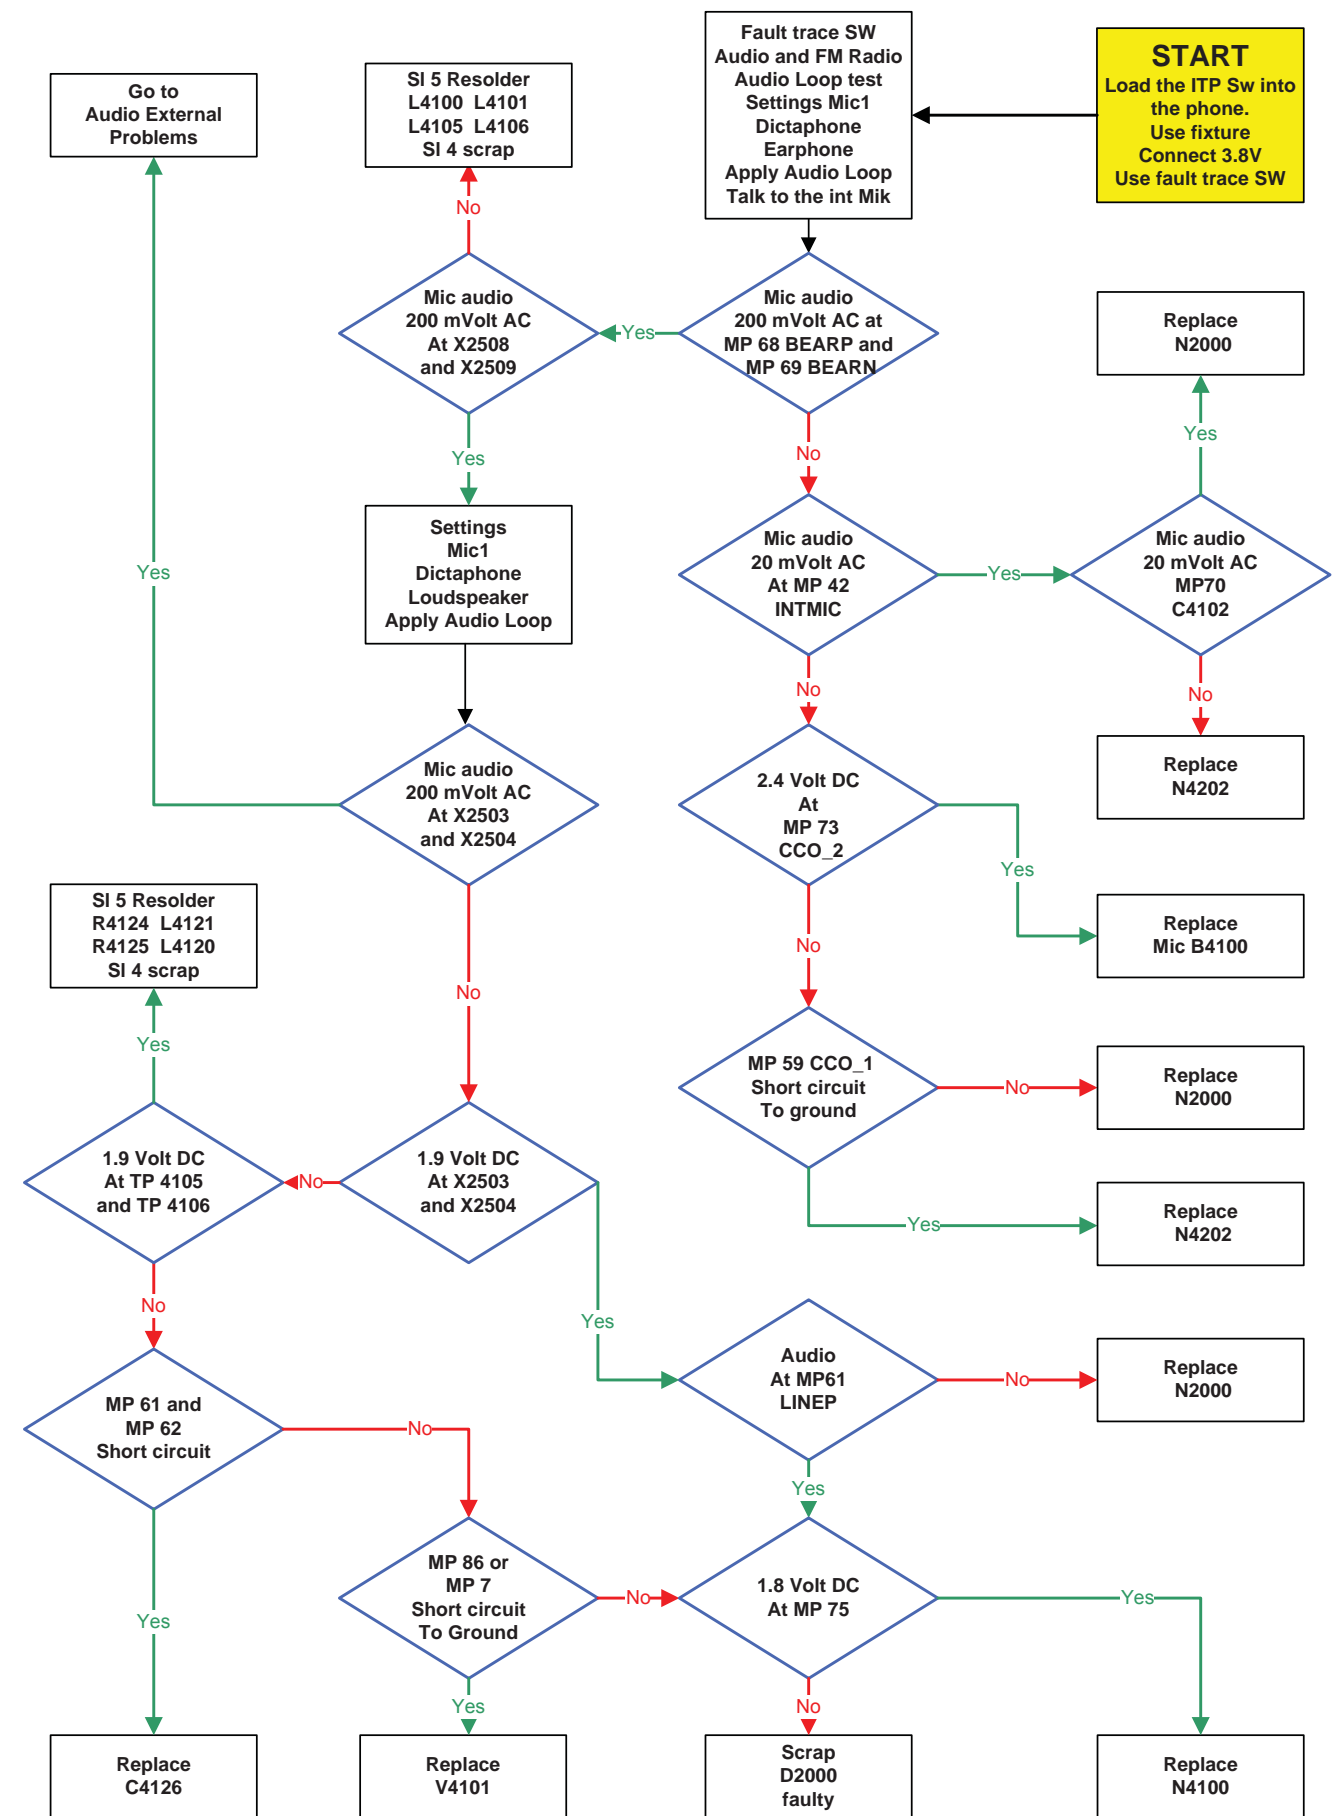 START
Load the ITP Sw into
the phone.
Use fixture
Connect 3.8V
Use fault trace SW
Fault trace SW
Audio and FM Radio
Audio Loop test
Settings Mic1
Dictaphone
Earphone
Apply Audio Loop
Talk to the int Mik
SI 5 Resolder
L4100 L4101
L4105 L4106
SI 4 scrap
Go to
Audio External
Problems
No
Mic audio
200 mVolt AC
At X2508
and X2509
Yes
Mic audio
200 mVolt AC at
MP 68 BEARP and
MP 69 BEARN
Replace
N2000
Yes
Yes
No
Settings
Mic1
Dictaphone
Loudspeaker
Apply Audio Loop
Mic audio
20 mVolt AC
At MP 42
INTMIC
Yes
Mic audio
20 mVolt AC
MP70
C4102
Yes
No
No
Mic audio
200 mVolt AC
At X2503
and X2504
2.4 Volt DC
At
MP 73
CCO_2
Replace
N4202
Yes
SI 5 Resolder
R4124 L4121
R4125 L4120
SI 4 scrap
No
No
Replace
Mic B4100
Yes
MP 59 CCO_1
Short circuit
To ground
No
Replace
N2000
1.9 Volt DC
At TP 4105
and TP 4106
No
1.9 Volt DC
At X2503
and X2504
Yes
Replace
N4202
No
Yes
Audio
At MP61
LINEP
No
Replace
N2000
MP 61 and
MP 62
Short circuit
No
Yes
MP 86 or
MP 7
Short circuit
To Ground
No
1.8 Volt DC
At MP 75
Yes
Yes
Yes
No
Replace
C4126
Replace
V4101
Scrap
D2000
faulty
Replace
N4100